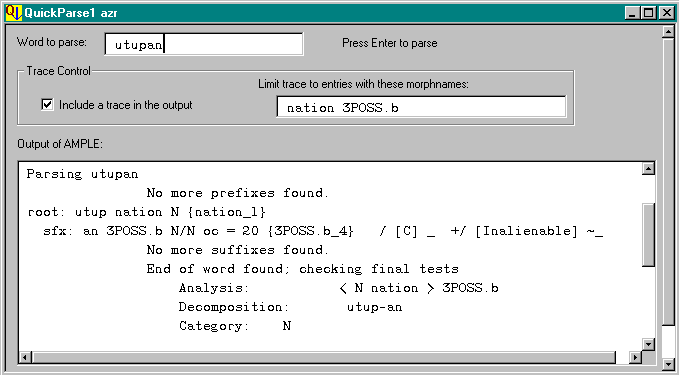 QuickParse1 azr
Word to parse: utupan Press Enter to parse
Trace Control
Limit trace to entries with these morphnames:
Include a trace in the output nation 3POSS.b
Output of AMPLE:
Parsing utupan
No more prefixes found.
root: utup nation N {nation_1}
sfx: an 3POSS.b N/N oc = 20 {3POSS.b_4} / [C] _ +/ [Inalienable] ~_
No more suffixes found.
End of word found; checking final tests
Analysis: < N nation > 3POSS.b
Decomposition: utup-an
Category: N